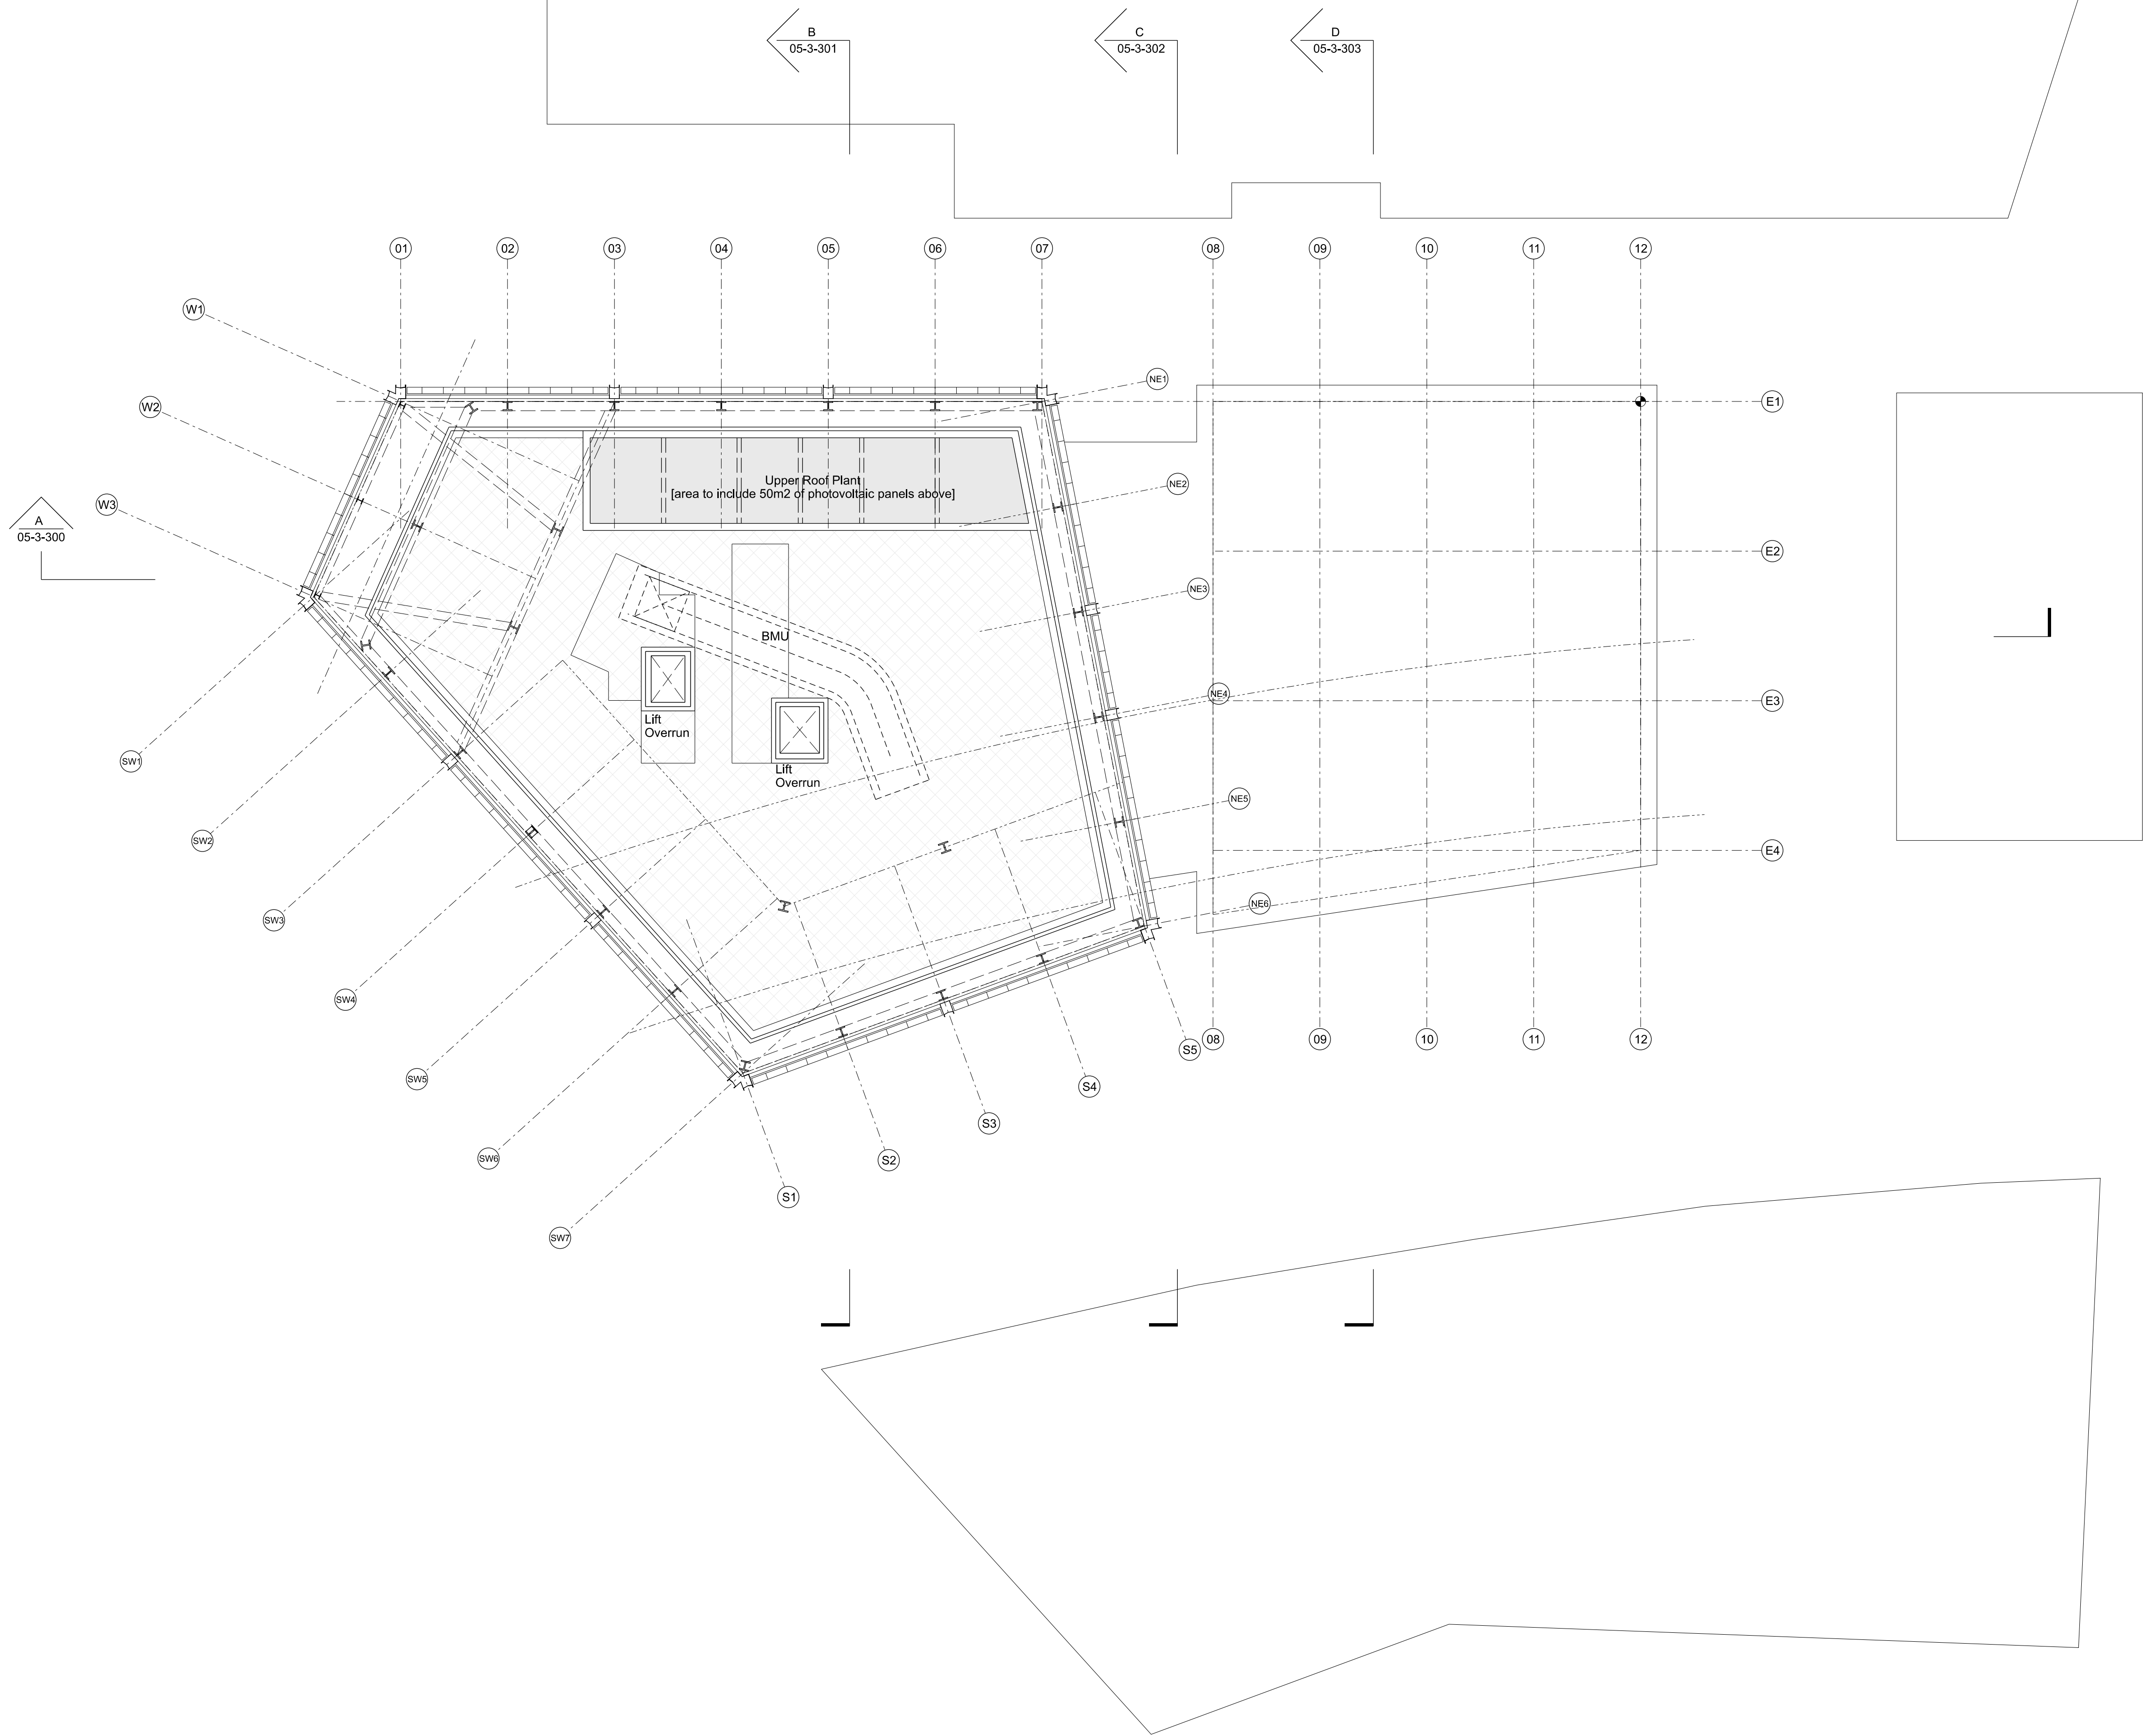 B
05-3-301
C
05-3-302
D
05-3-303
01
02
03
04
05
06
07
08
09
10
11
12
W1
W2
W3
A
05-3-300
NE1
E1
NE2
Upper Roof Plant
[area to include 50m2 of photovoltaic panels above]
E2
NE3
BMU
NE4
E3
Lift
Overrun
Lift
Overrun
SW1
NE5
SW2
E4
NE6
SW3
SW4
S5
08
09
10
11
12
SW5
S4
S3
SW6
S2
S1
SW7